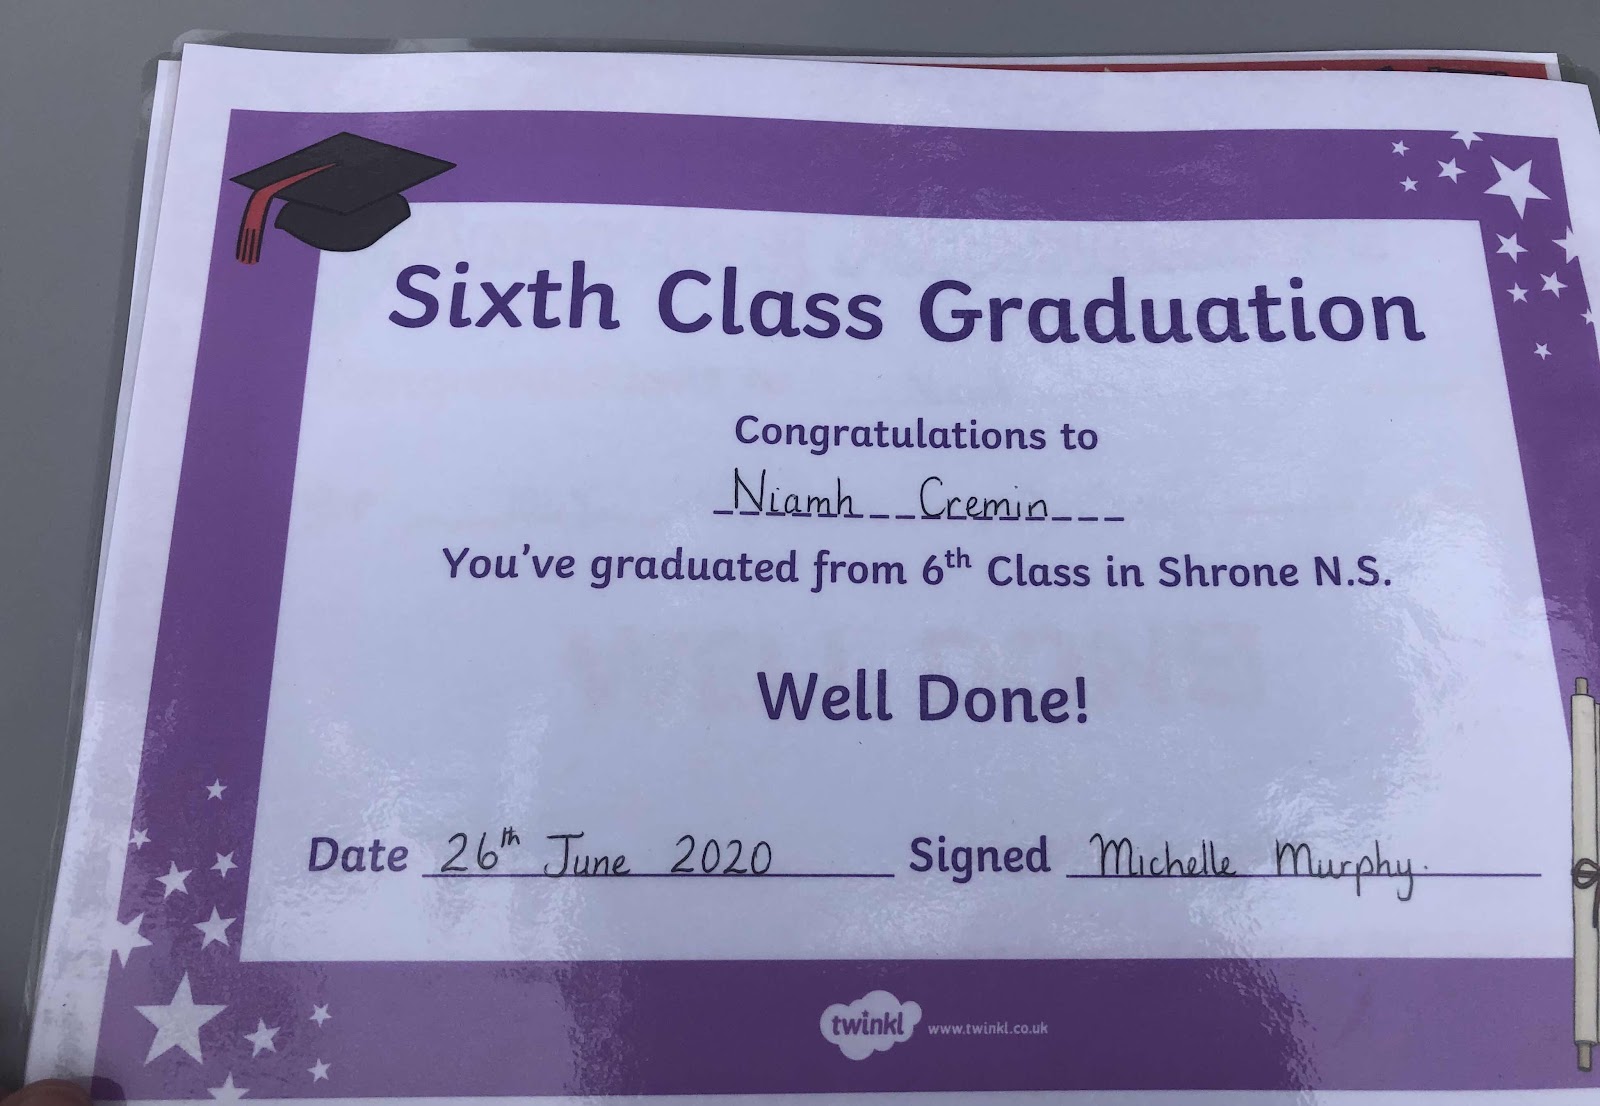 Sixth Class Graduation
Congratulations to
Niamh Cremin
You've graduated from 6th Class in Shrone N.S.
Well Done!
Date 26th June 2020 Signed Michelle Murphy.
twinkl www.twinkl.co.uk